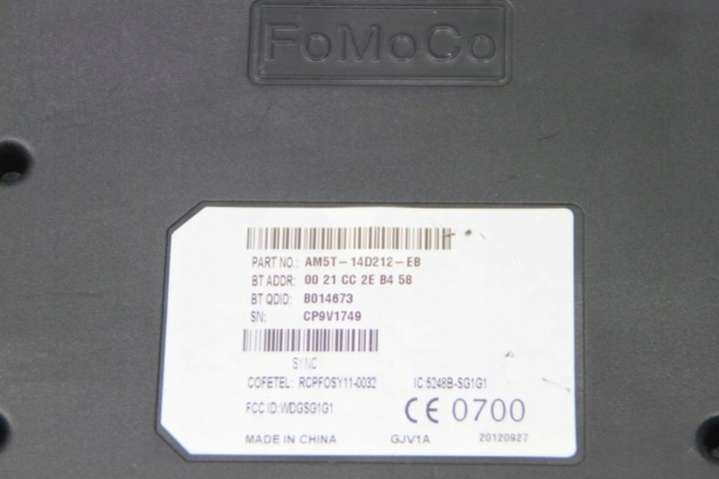 FoMoCo
PART NO.: AM5T-14D212-EB
BT ADDR: 00 21 CC 2E B4 58
BT QDID: B014673
SN: CP9V1749
SYNC
COFETEL: RCPFOSY11-0032 IC:5248B-SG1G1
FCC ID:WDGSG1G1 CE 0700
MADE IN CHINA GJV1A 20120927